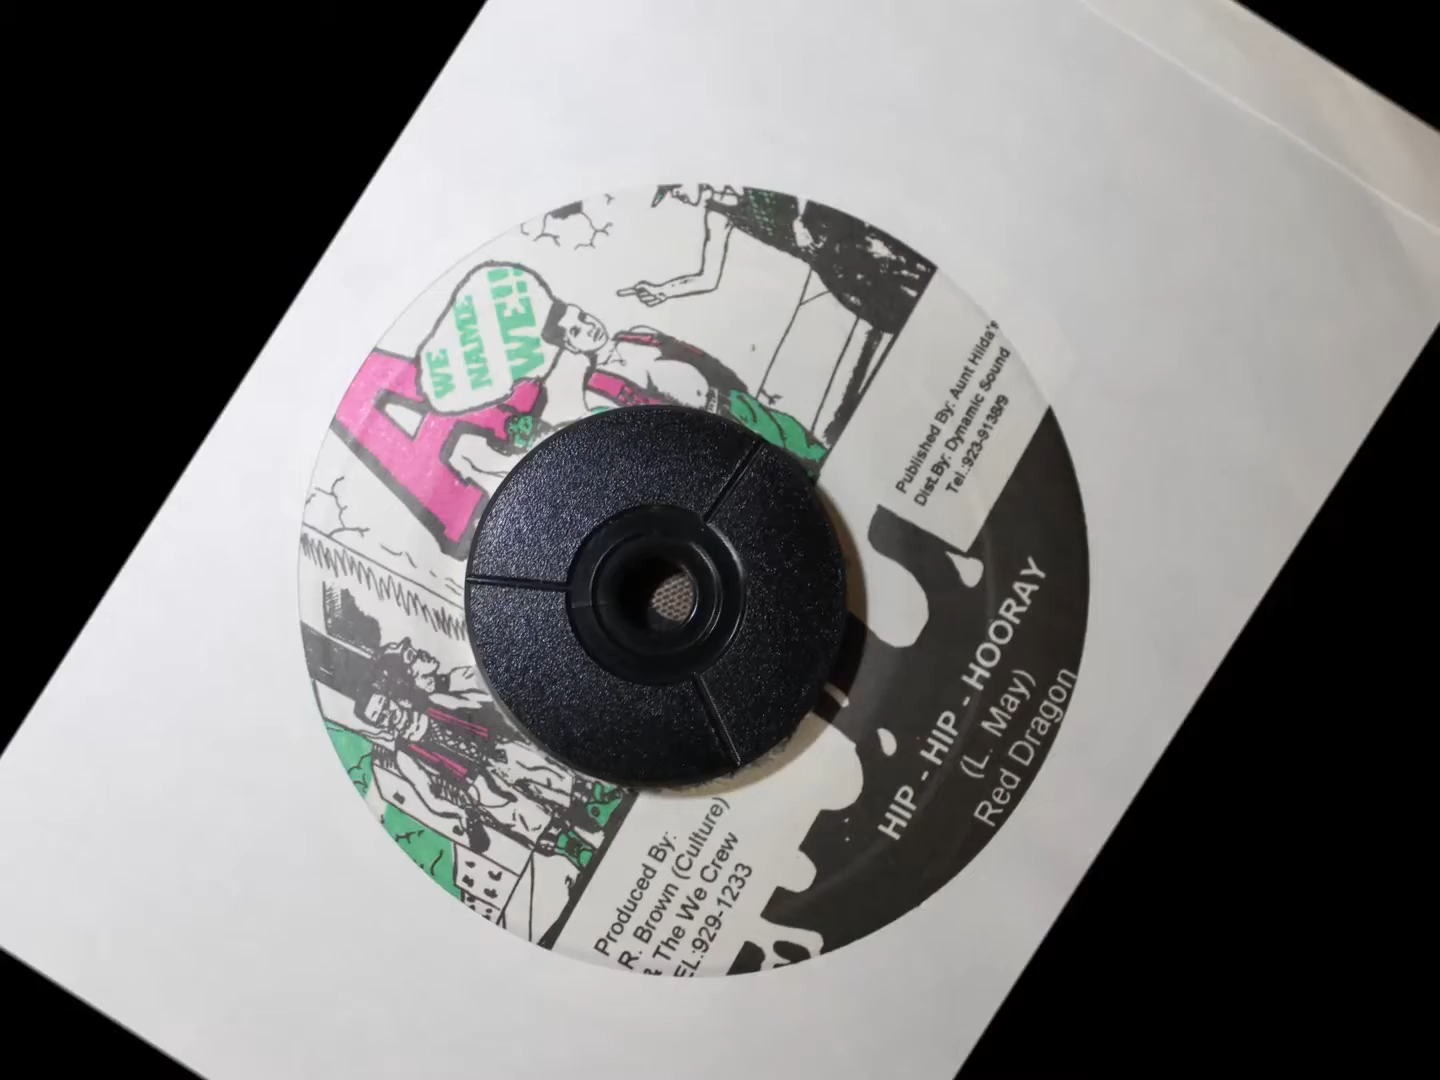 WE
NAME
WE!!
A
Published By: Aunt Hilda's
Dist.By: Dynamic Sound
Tel.:923-9138/9
Produced By:
R. Brown (Culture)
& The We Crew
EL.:929-1233
HIP - HIP - HOORAY
(L. May)
Red Dragon